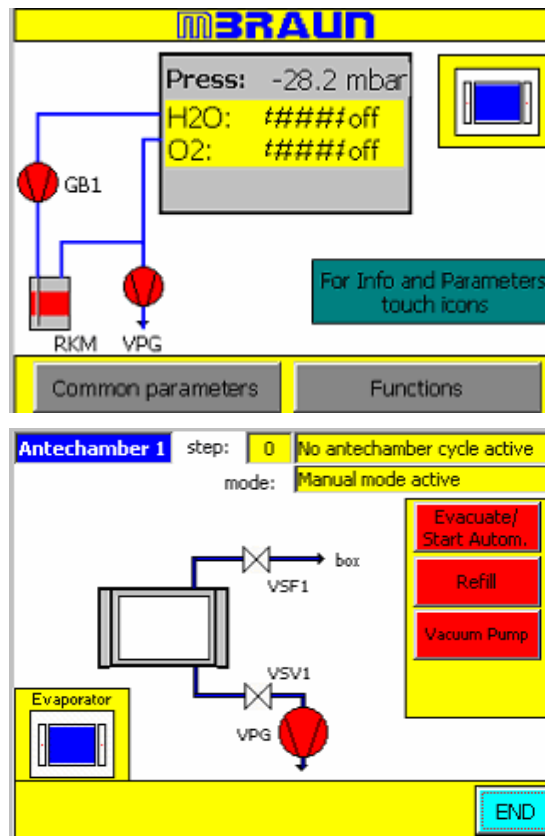 MBRAUN
Press: -28.2 mbar
H2O: ####off
O2: ####off
GB1
For Info and Parameters
touch icons
RKM VPG
Common parameters Functions
Antechamber 1 step: 0 No antechamber cycle active
mode: Manual mode active
Evacuate/
Start Autom.
box
VSF1
Refill
Vacuum Pump
VSV1
Evaporator
VPG
END